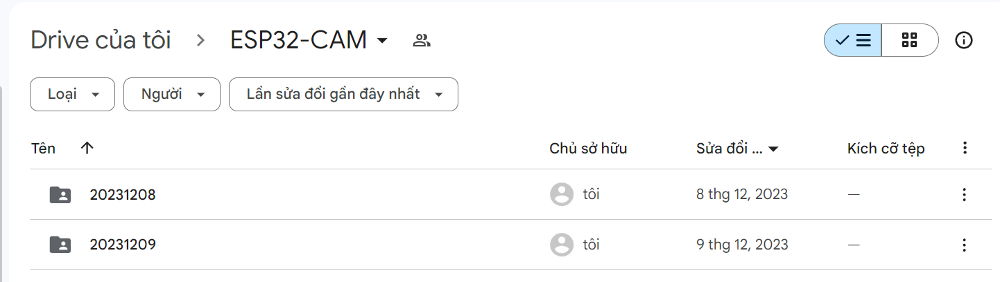 Drive của tôi > ESP32-CAM
Loại Người Lần sửa đổi gần đây nhất
Tên Chủ sở hữu Sửa đổi ... Kích cỡ tệp
20231208 tôi 8 thg 12, 2023 —
20231209 tôi 9 thg 12, 2023 —